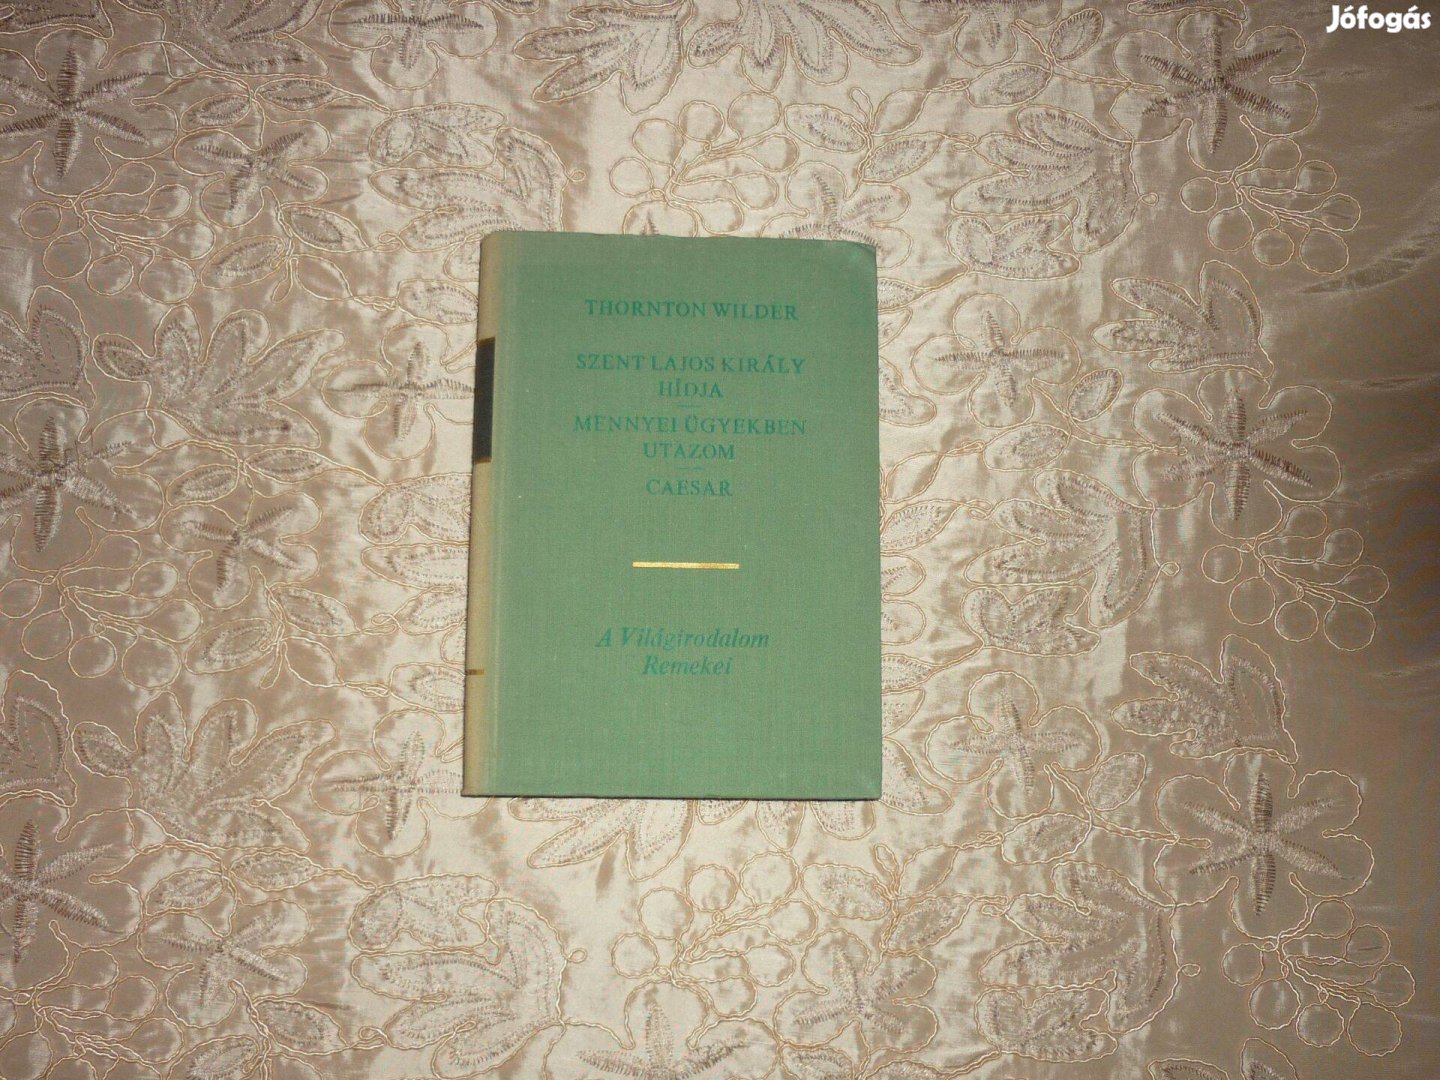 Jófogás
THORNTON WILDER
SZENT LAJOS KIRÁLY
HÍDJA
MENNYEI ÜGYEKBEN
UTAZOM
CAESAR
A Világirodalom
Remekei